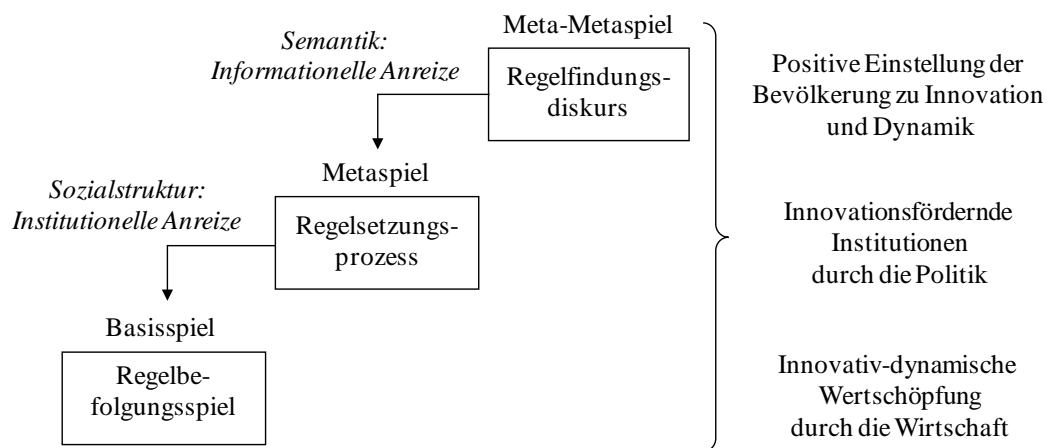 Meta-Metaspiel
Semantik:
Informationelle Anreize
Regelfindungs-
diskurs
Positive Einstellung der
Bevölkerung zu Innovation
und Dynamik
Metaspiel
Sozialstruktur:
Institutionelle Anreize
Regelsetzungs-
prozess
Innovationsfördernde
Institutionen
durch die Politik
Basisspiel
Regelbe-
folgungsspiel
Innovativ-dynamische
Wertschöpfung
durch die Wirtschaft